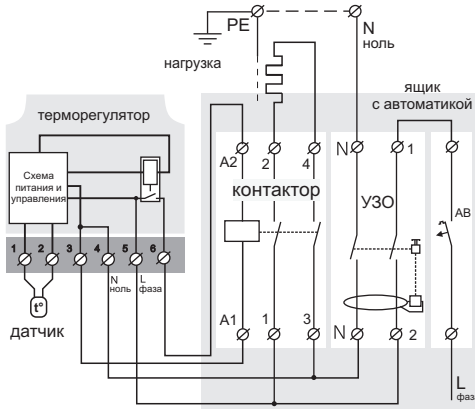 PE
N
ноль
нагрузка
ящик
с автоматикой
терморегулятор
Схема
питания и
управления
A2
2
4
N
1
контактор
УЗО
АВ
1
2
3
4
5
6
N
ноль
L
фаза
t°
датчик
A1
1
3
N
2
L
фаз